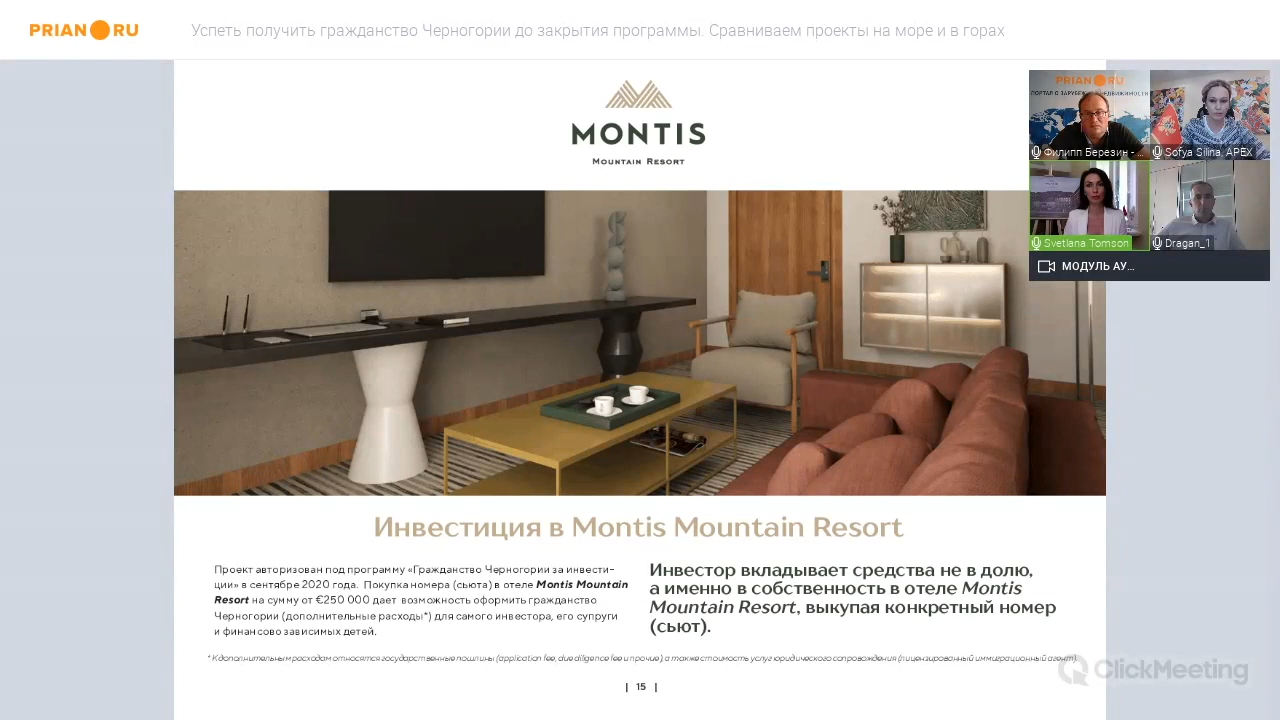 PRIAN RU
Успеть получить гражданство Черногории до закрытия программы. Сравниваем проекты на море и в горах
MONTIS
MOUNTAIN RESORT
PRIAN RU
ПОРТАЛ О ЗАРУБЕЖНОЙ НЕДВИЖИМОСТИ
Филипп Березин - ...
Sofya Silina, APEX
Svetlana Tomson
Dragan_1
МОДУЛЬ АУ...
Инвестиция в Montis Mountain Resort
Проект авторизован под программу «Гражданство Черногории за инвести-
ции» в сентябре 2020 года. Покупка номера (сьюта) в отеле Montis Mountain
Resort на сумму от €250 000 дает возможность оформить гражданство
Черногории (дополнительные расходы*) для самого инвестора, его супруги
и финансово зависимых детей.
Инвестор вкладывает средства не в долю,
а именно в собственность в отеле Montis
Mountain Resort, выкупая конкретный номер
(сьют).
* К дополнительным расходам относятся государственные пошлины (application fee, due diligence fee и прочие), а также стоимость услуг юридического сопровождения (лицензированный иммиграционный агент).
| 15 |
ClickMeeting